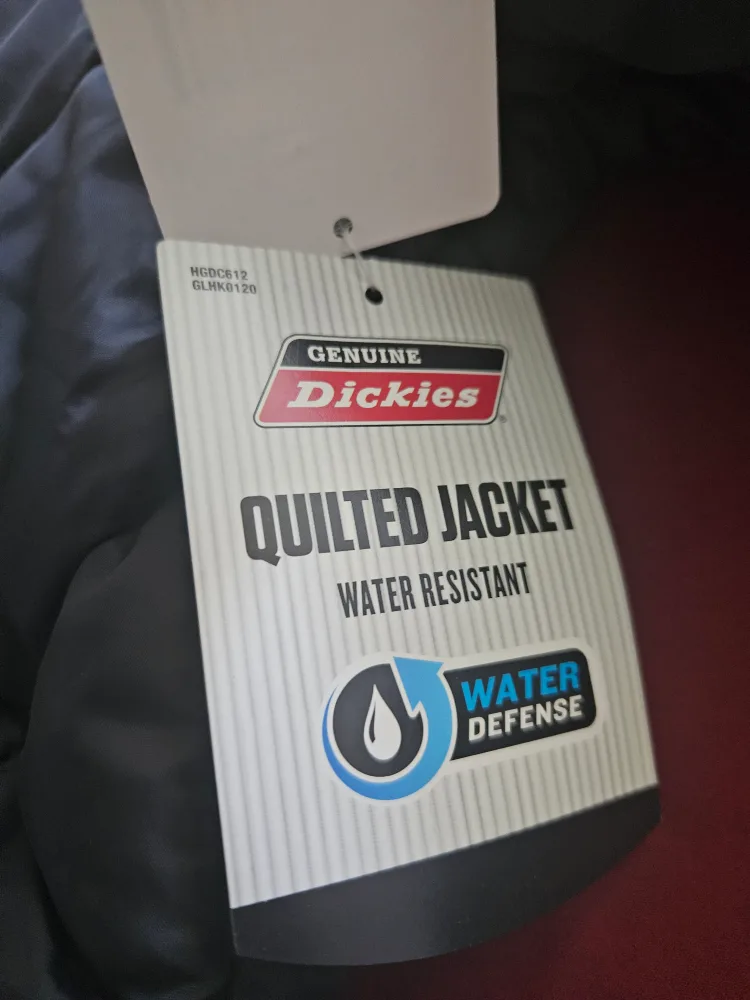 HGDC612
GLHK0120
GENUINE
Dickies®
QUILTED JACKET
WATER RESISTANT
WATER
DEFENSE